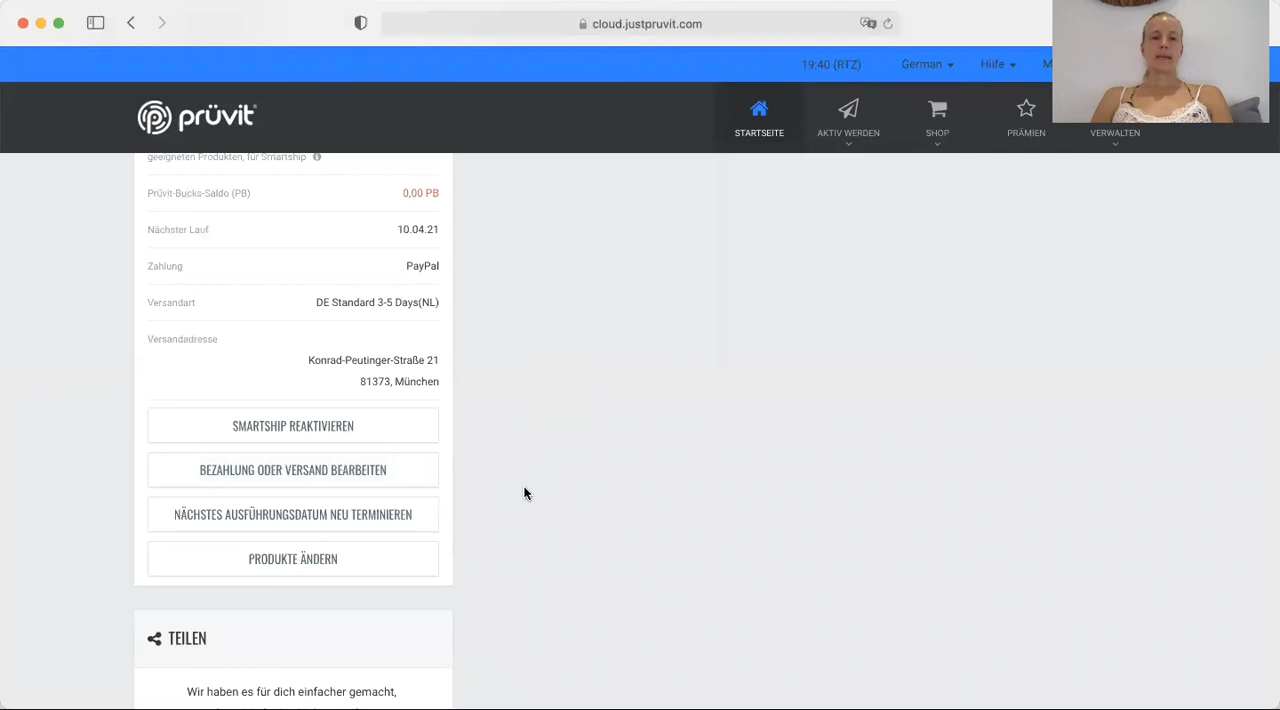 cloud.justpruvit.com
19:40 (RTZ) German Hilfe M
prüvit
STARTSEITE AKTIV WERDEN SHOP PRÄMIEN VERWALTEN
geeigneten Produkten, für Smartship
Prüvit-Bucks-Saldo (PB) 0,00 PB
Nächster Lauf 10.04.21
Zahlung PayPal
Versandart DE Standard 3-5 Days(NL)
Versandadresse
Konrad-Peutinger-Straße 21
81373, München
SMARTSHIP REAKTIVIEREN
BEZAHLUNG ODER VERSAND BEARBEITEN
NÄCHSTES AUSFÜHRUNGSDATUM NEU TERMINIEREN
PRODUKTE ÄNDERN
TEILEN
Wir haben es für dich einfacher gemacht,